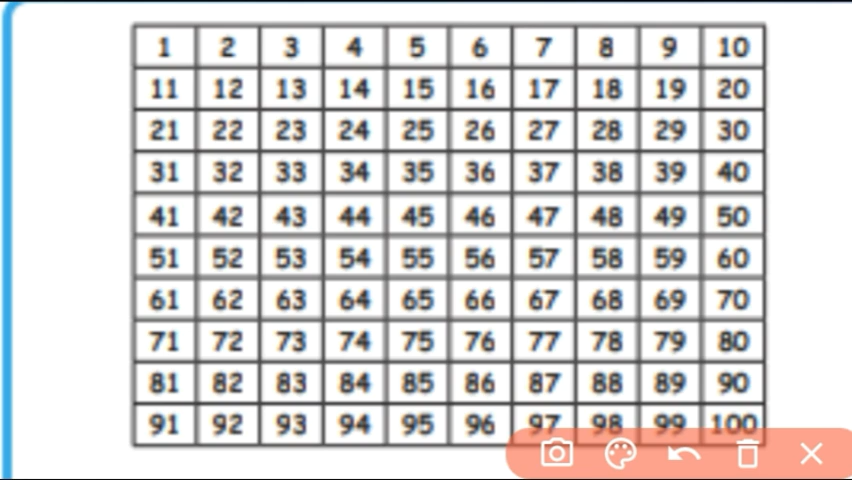 1 2 3 4 5 6 7 8 9 10
11 12 13 14 15 16 17 18 19 20
21 22 23 24 25 26 27 28 29 30
31 32 33 34 35 36 37 38 39 40
41 42 43 44 45 46 47 48 49 50
51 52 53 54 55 56 57 58 59 60
61 62 63 64 65 66 67 68 69 70
71 72 73 74 75 76 77 78 79 80
81 82 83 84 85 86 87 88 89 90
91 92 93 94 95 96 97 98 99 100